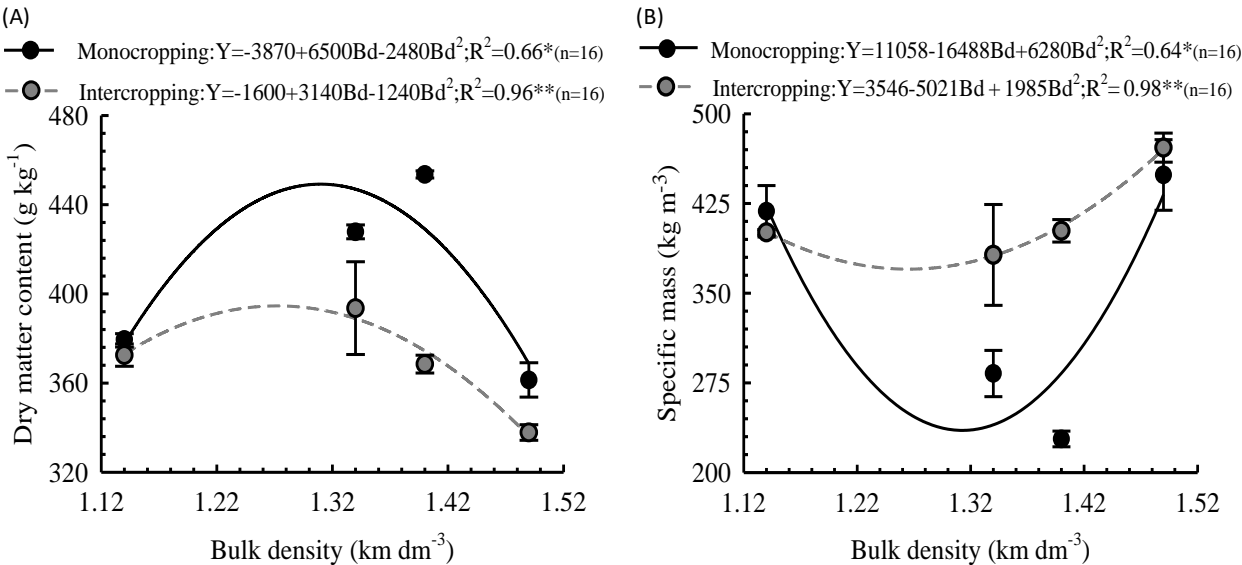 (A)
Monocropping:Y=-3870+6500Bd-2480Bd²;R²=0.66*(n=16)
Intercropping:Y=-1600+3140Bd-1240Bd²;R²=0.96**(n=16)
480
440
400
360
320
Dry matter content (g kg⁻¹)
1.12 1.22 1.32 1.42 1.52
Bulk density (km dm⁻³)
(B)
Monocropping:Y=11058-16488Bd+6280Bd²;R²=0.64*(n=16)
Intercropping:Y=3546-5021Bd+1985Bd²;R²=0.98**(n=16)
500
425
350
275
200
Specific mass (kg m⁻³)
1.12 1.22 1.32 1.42 1.52
Bulk density (km dm⁻³)